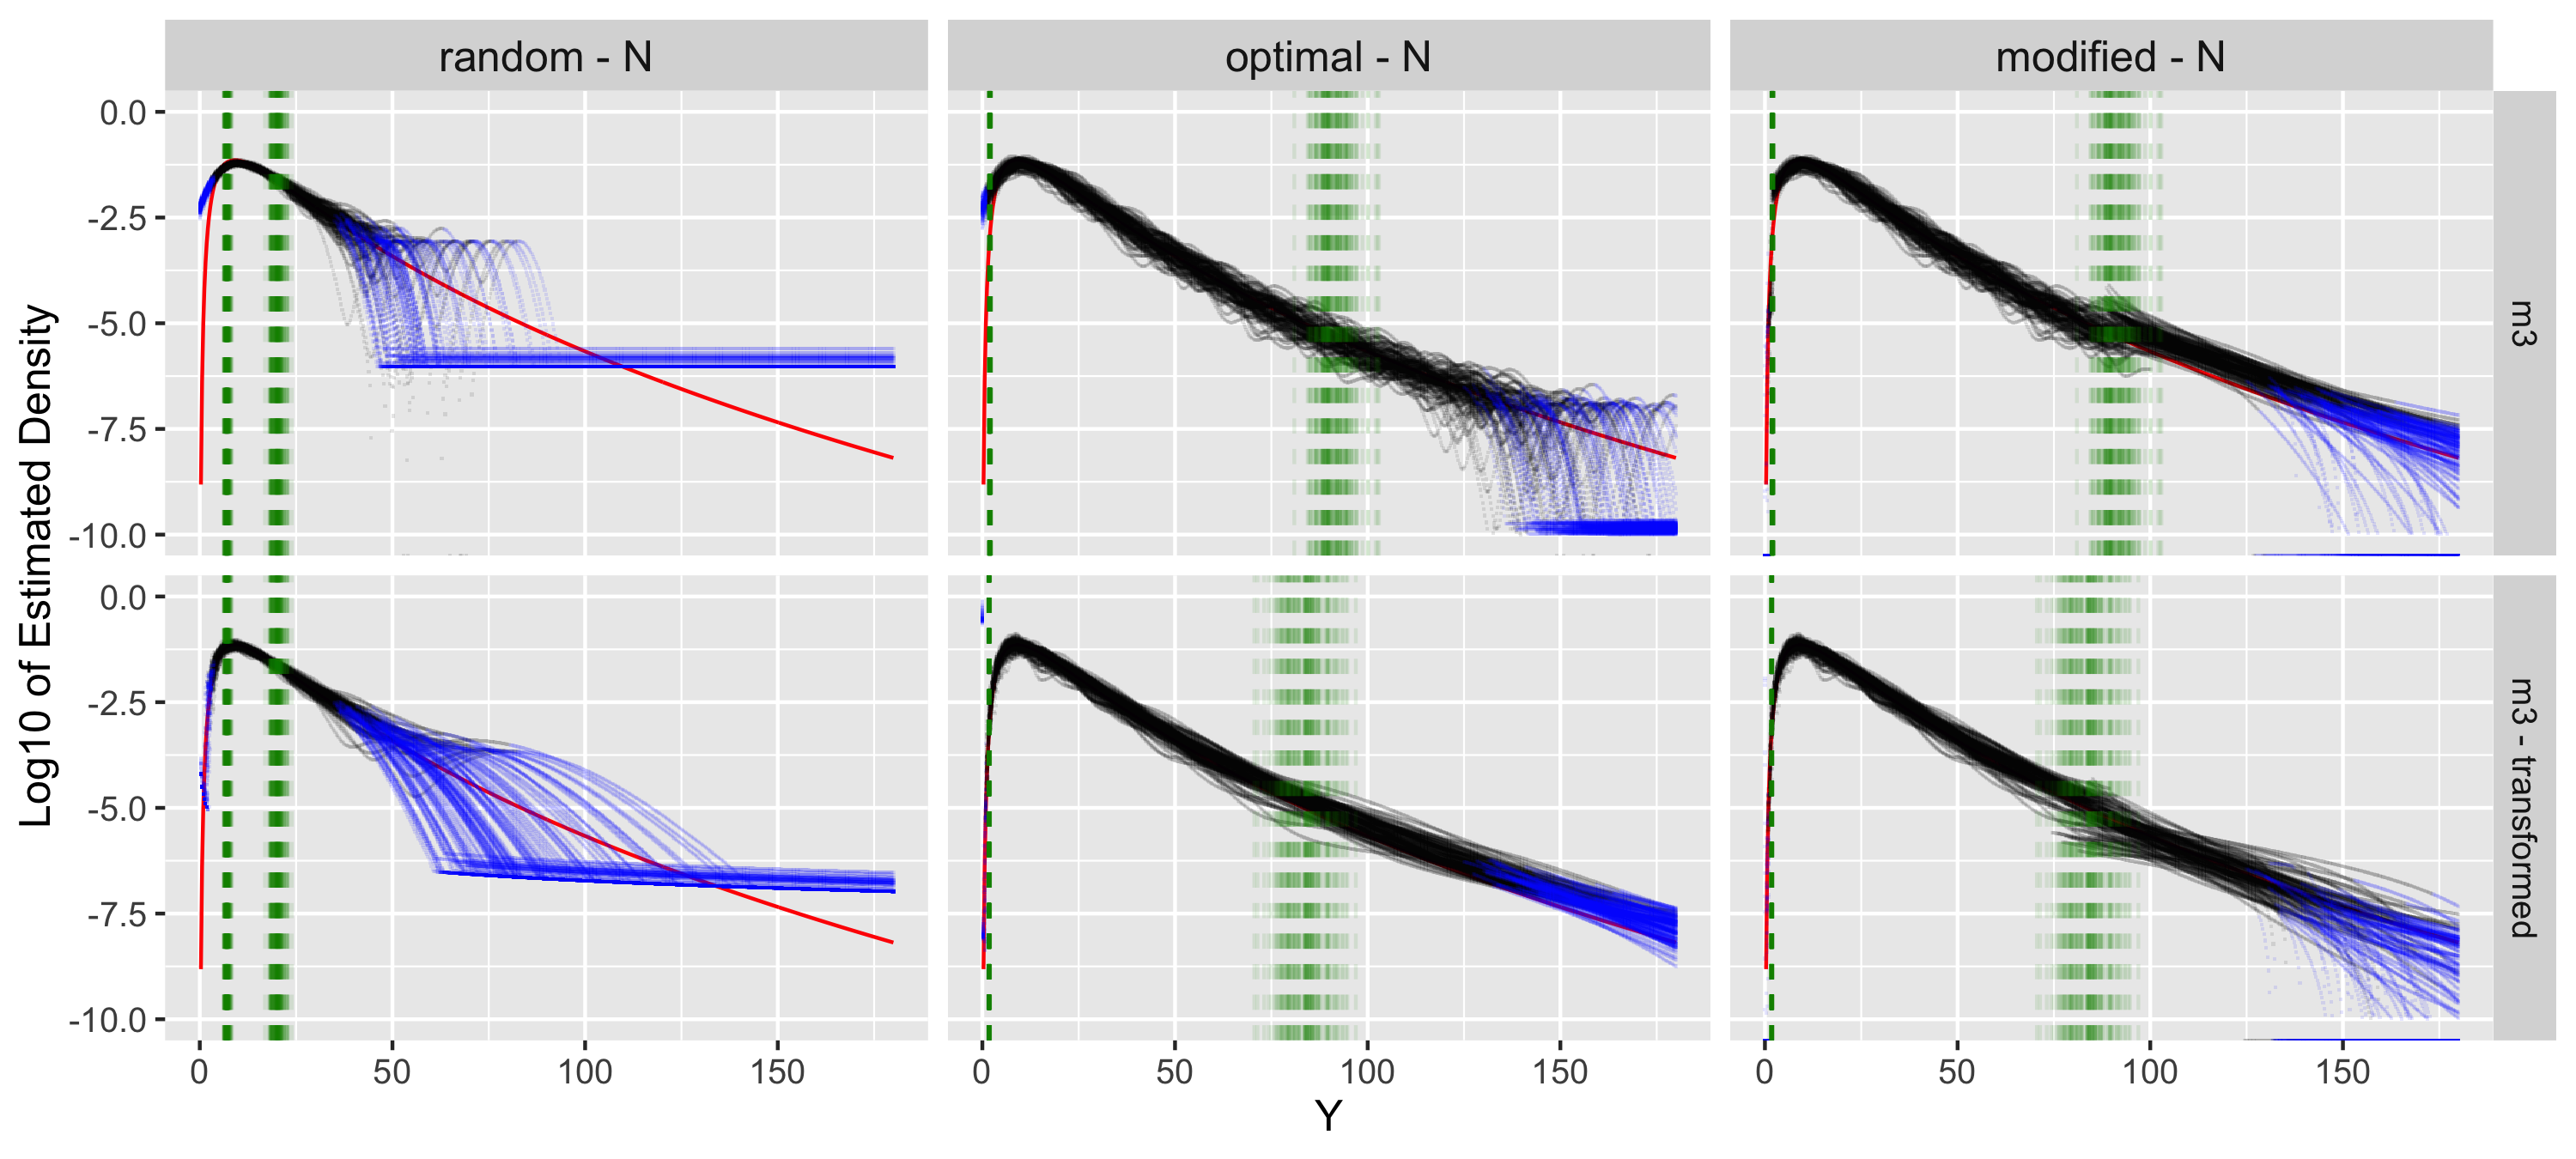 random - N
optimal - N
modified - N
Log10 of Estimated Density
0.0
-2.5
-5.0
-7.5
-10.0
m3
0.0
-2.5
-5.0
-7.5
-10.0
m3 - transformed
0 50 100 150
0 50 100 150
0 50 100 150
Y